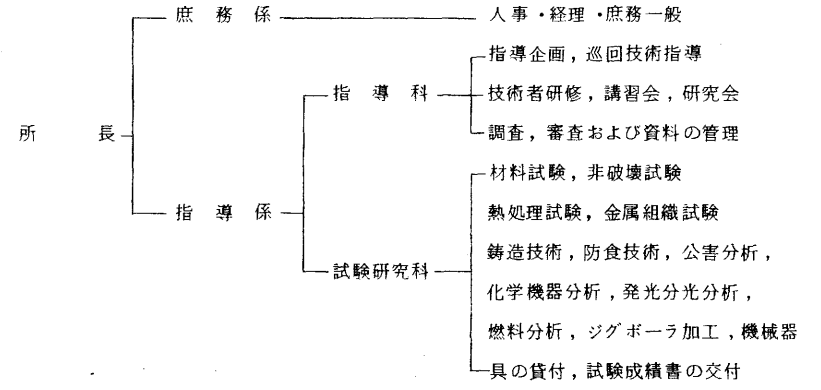 庶務係 人事・経理・庶務一般
指導企画，巡回技術指導
指導科 技術者研修，講習会，研究会
所長 調査，審査および資料の管理
材料試験，非破壊試験
指導係 熱処理試験，金属組織試験
鋳造技術，防食技術，公害分析，
試験研究科
化学機器分析，発光分光分析，
燃料分析，ジグボーラ加工，機械器
具の貸付，試験成績書の交付